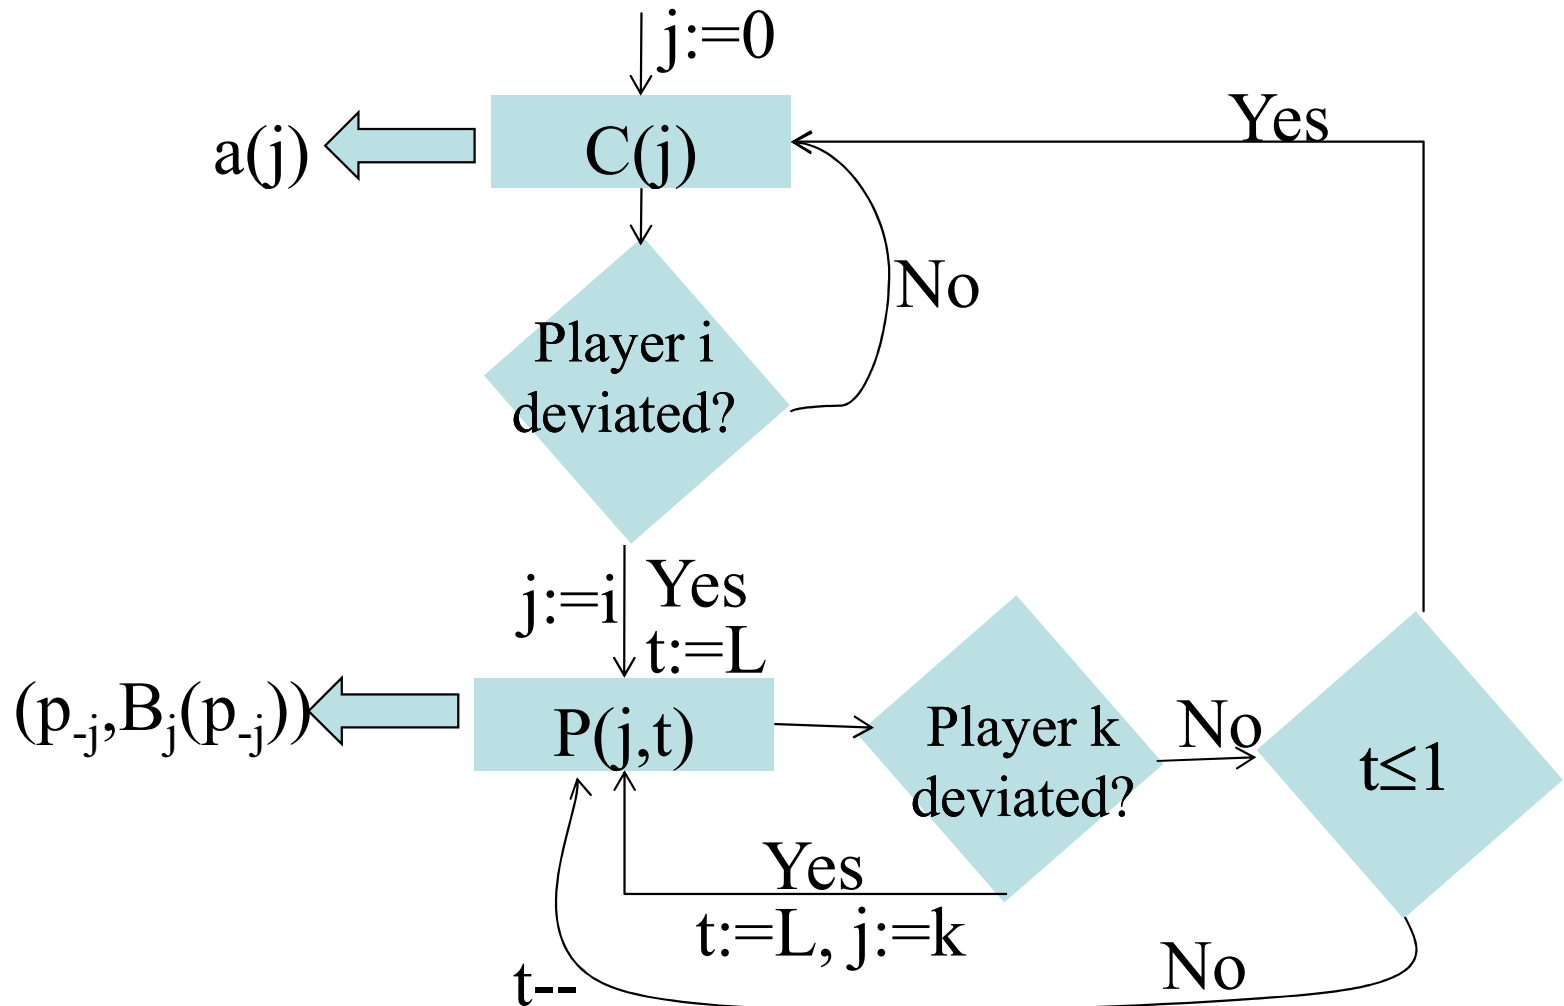 j:=0
Yes
a(j)
C(j)
No
Player i
deviated?
j:=i
Yes
t:=L
(p₋ⱼ,Bⱼ(p₋ⱼ))
P(j,t)
Player k
deviated?
No
t≤1
Yes
t:=L, j:=k
No
t--